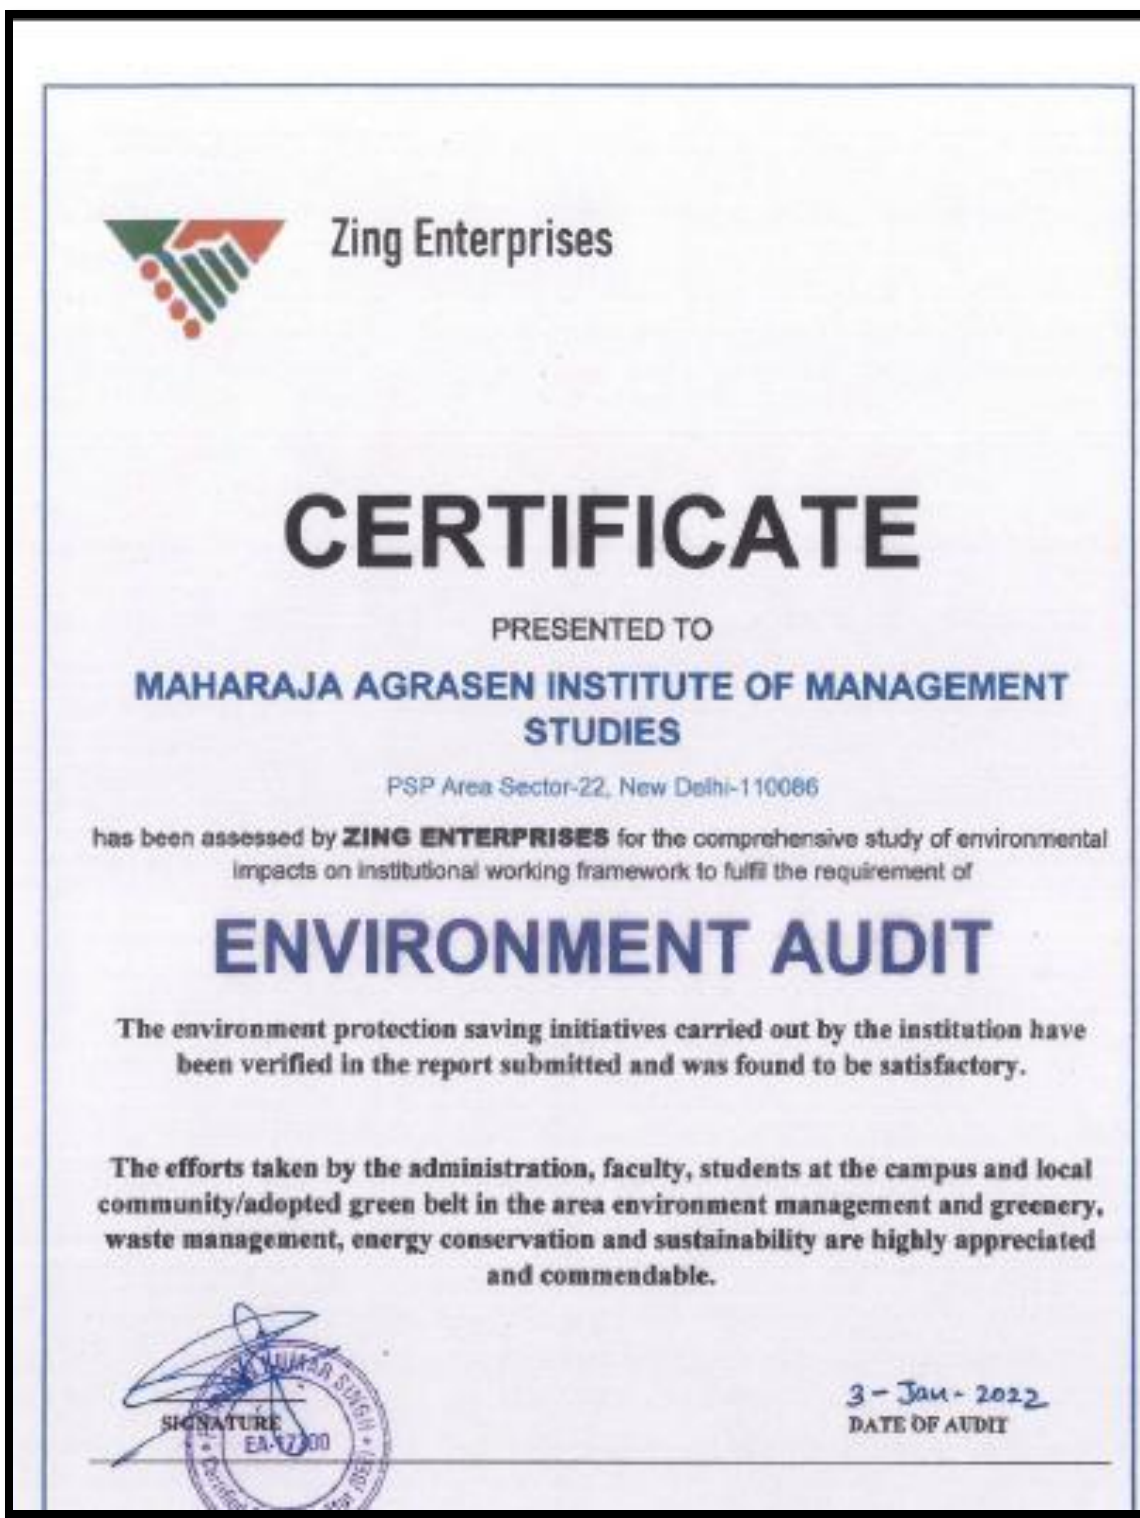 Zing Enterprises
CERTIFICATE
PRESENTED TO
MAHARAJA AGRASEN INSTITUTE OF MANAGEMENT
STUDIES
PSP Area Sector-22, New Delhi-110086
has been assessed by ZING ENTERPRISES for the comprehensive study of environmental
impacts on institutional working framework to fulfil the requirement of
ENVIRONMENT AUDIT
The environment protection saving initiatives carried out by the institution have
been verified in the report submitted and was found to be satisfactory.
The efforts taken by the administration, faculty, students at the campus and local
community/adopted green belt in the area environment management and greenery,
waste management, energy conservation and sustainability are highly appreciated
and commendable.
KUMAR SINGH
SIGNATURE
Certified
(BEE)
3-Jan-2022
DATE OF AUDIT